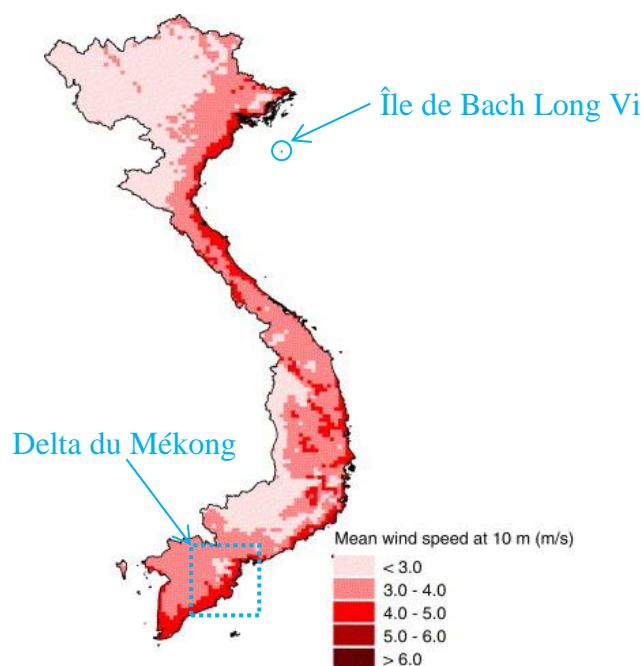 Île de Bach Long Vi
Delta du Mékong
Mean wind speed at 10 m (m/s)
< 3.0
3.0 - 4.0
4.0 - 5.0
5.0 - 6.0
> 6.0